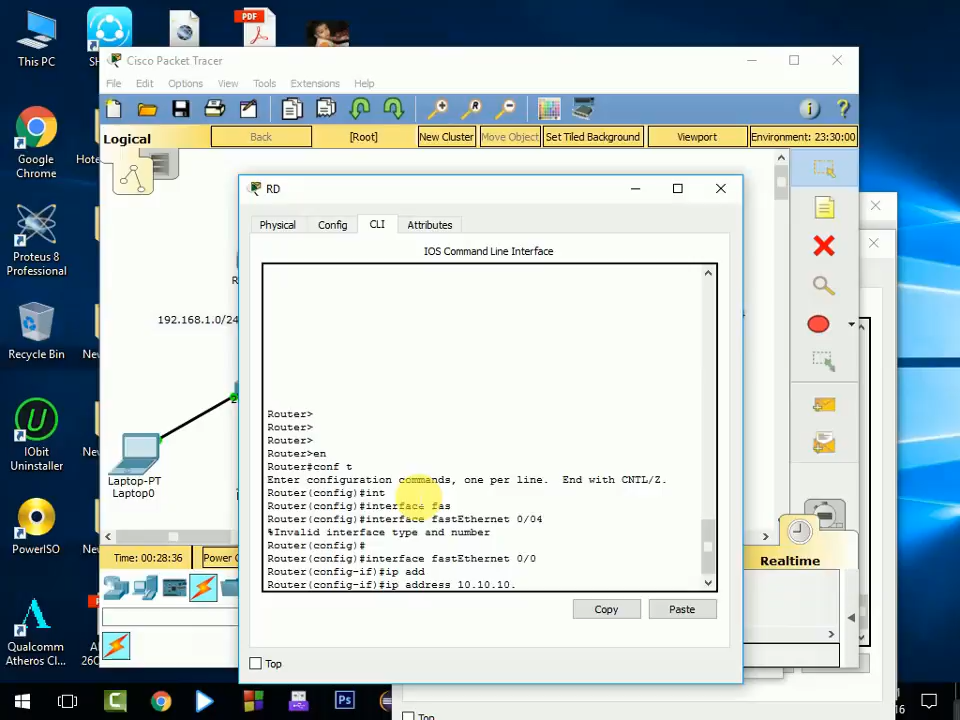 This PC
PDF
Cisco Packet Tracer
File Edit Options View Tools Extensions Help
Logical
Back
[Root]
New Cluster
Move Object
Set Tiled Background
Viewport
Environment: 23:30:00
Google
Chrome
RD
Physical
Config
CLI
Attributes
IOS Command Line Interface
Proteus 8
Professional
192.168.1.0/24
Recycle Bin
Router>
Router>
Router>
Router>en
Router#conf t
Enter configuration commands, one per line. End with CNTL/Z.
Router(config)#int
Router(config)#interface fas
Router(config)#interface fastEthernet 0/04
%Invalid interface type and number
Router(config)#
Router(config)#interface fastEthernet 0/0
Router(config-if)#ip add
Router(config-if)#ip address 10.10.10.
IObit
Uninstaller
Laptop-PT
Laptop0
PowerISO
Time: 00:28:36
Realtime
Copy
Paste
Qualcomm
Atheros Cl...
Top
Ps
Top